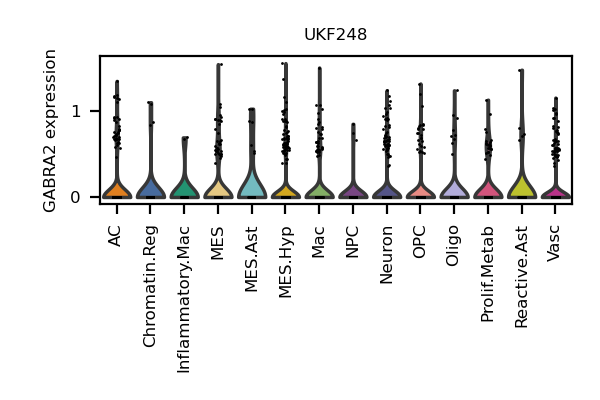 UKF248
GABRA2 expression
1
0
AC
Chromatin.Reg
Inflammatory.Mac
MES
MES.Ast
MES.Hyp
Mac
NPC
Neuron
OPC
Oligo
Prolif.Metab
Reactive.Ast
Vasc